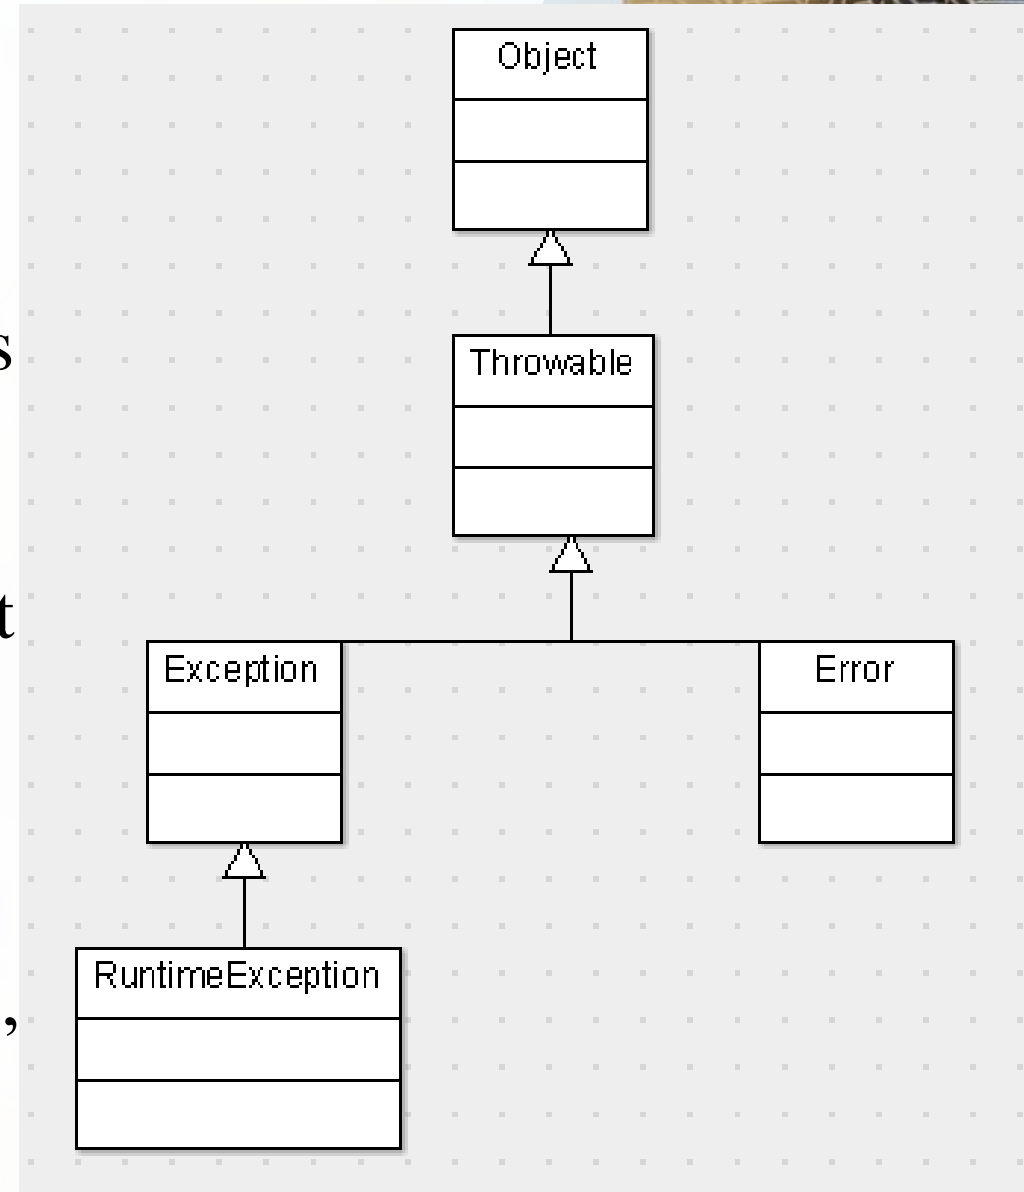 Object
s
Throwable
t
Exception
Error
RuntimeException
,